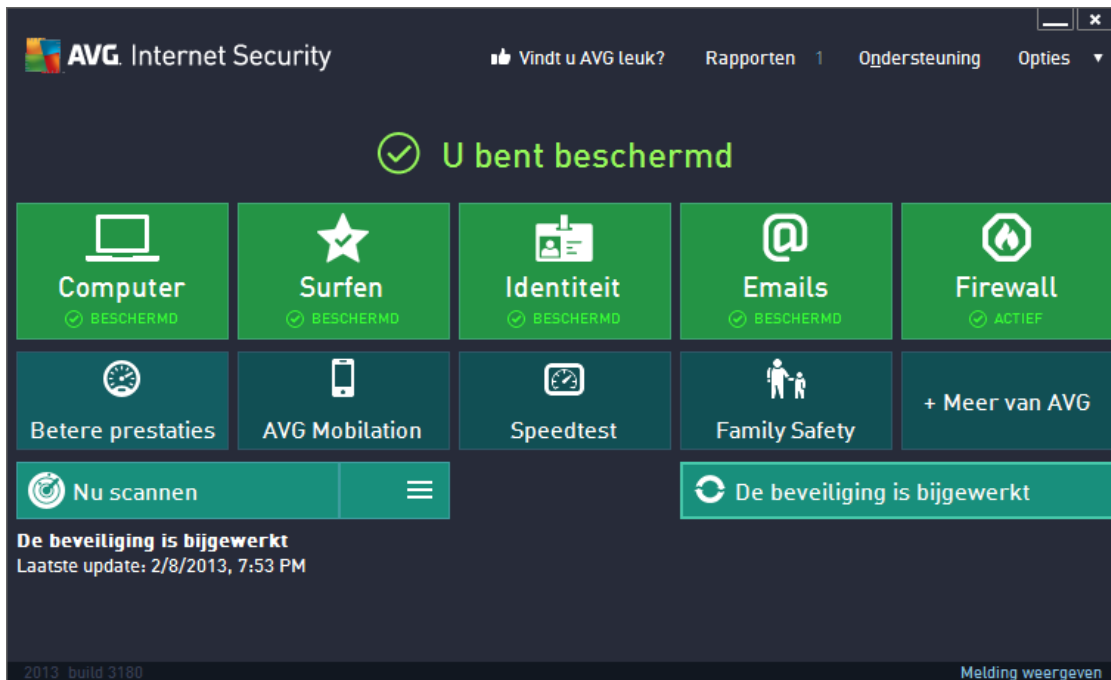 AVG. Internet Security
Vindt u AVG leuk? Rapporten 1 Ondersteuning Opties
U bent beschermd
Computer Surfen Identiteit Emails Firewall
BESCHERMD BESCHERMD BESCHERMD BESCHERMD ACTIEF
Betere prestaties AVG Mobilation Speedtest Family Safety + Meer van AVG
Nu scannen De beveiliging is bijgewerkt
De beveiliging is bijgewerkt
Laatste update: 2/8/2013, 7:53 PM
2013 build 3180 Melding weergeven